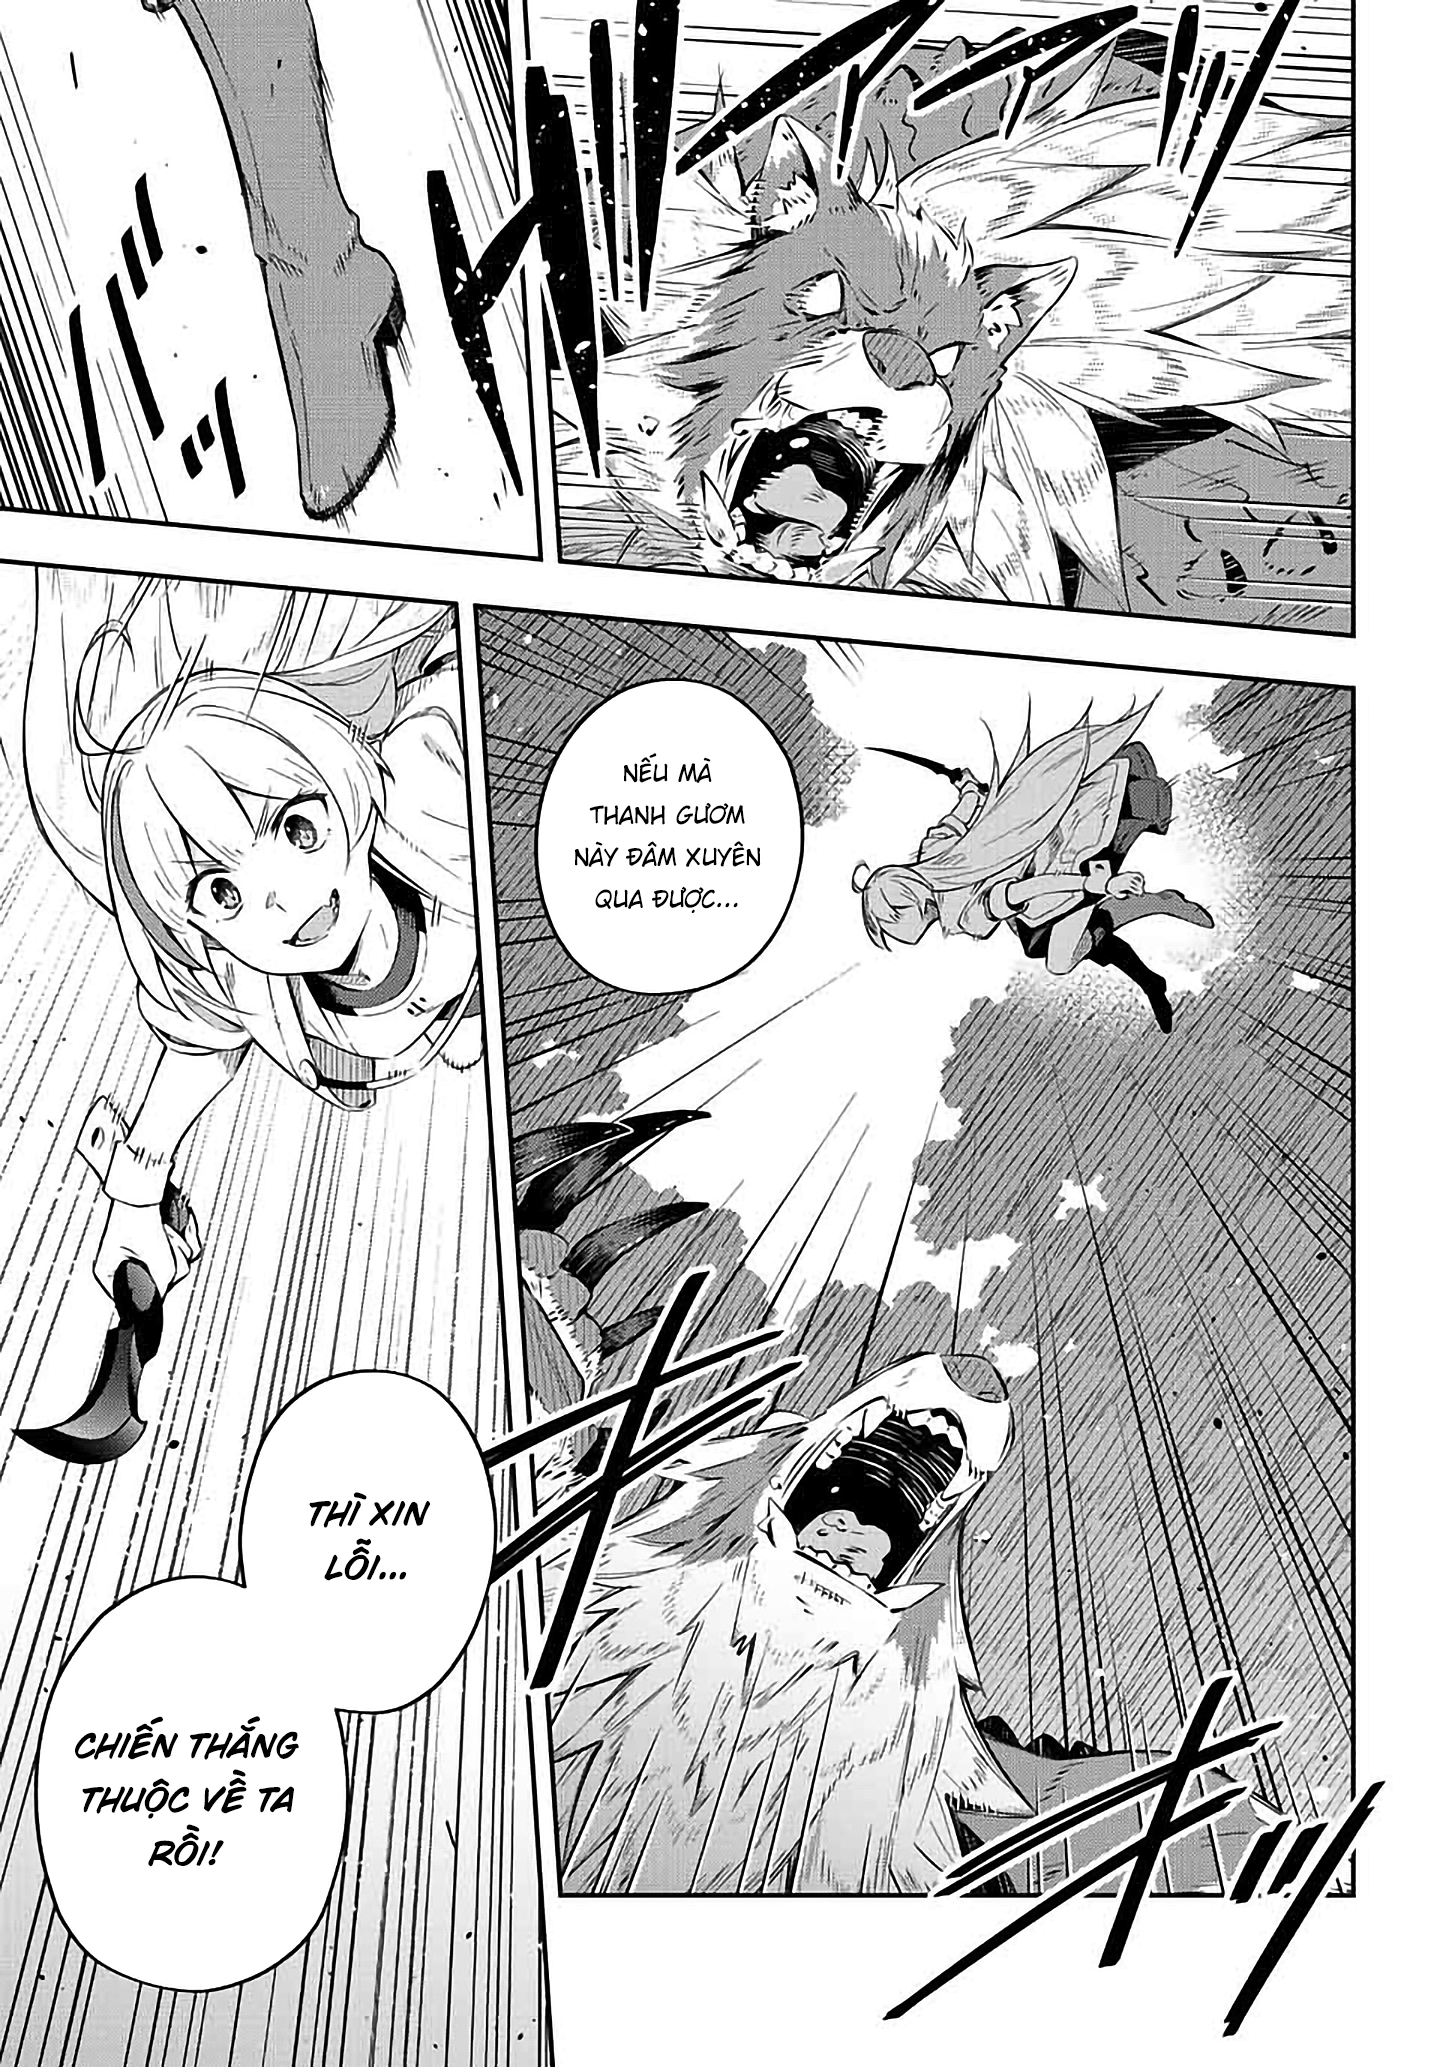 NẾU MÀ
THANH GƯƠM
NÀY ĐÂM XUYÊN
QUA ĐƯỢC...
THÌ XIN
LỖI...
CHIẾN THẮNG
THUỘC VỀ TA
RỒI!